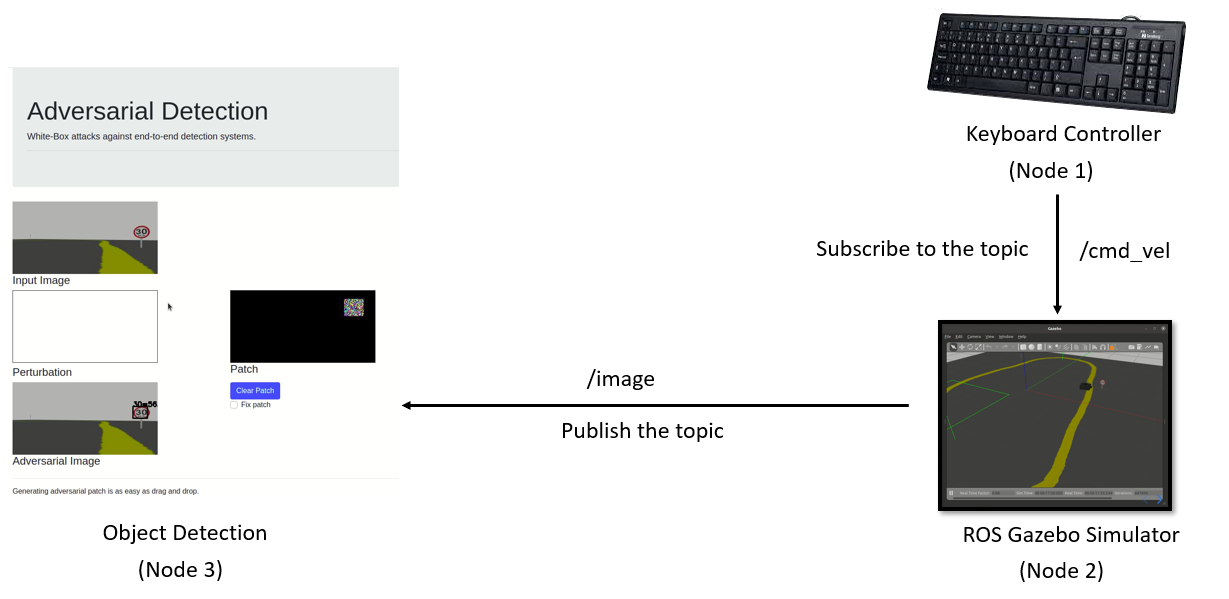 Adversarial Detection
White-Box attacks against end-to-end detection systems.
30
Input Image
Perturbation
Patch
Clear Patch
Fix patch
30
Adversarial Image
Generating adversarial patch is as easy as drag and drop.
Object Detection
(Node 3)
/image
Publish the topic
Keyboard Controller
(Node 1)
Subscribe to the topic
/cmd_vel
Gazebo
File Edit Camera View Window Help
ROS Gazebo Simulator
(Node 2)